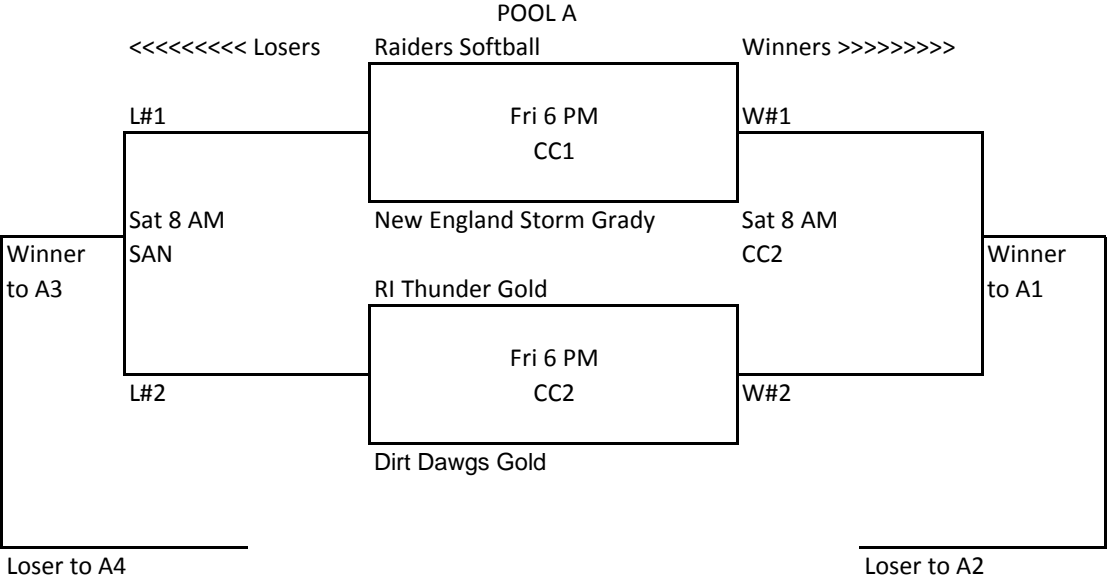 POOL A
<<<<<<<<< Losers
Raiders Softball
Winners >>>>>>>>>
L#1
Fri 6 PM
W#1
CC1
Sat 8 AM
New England Storm Grady
Sat 8 AM
Winner
SAN
CC2
Winner
to A3
RI Thunder Gold
to A1
Fri 6 PM
L#2
CC2
W#2
Dirt Dawgs Gold
Loser to A4
Loser to A2